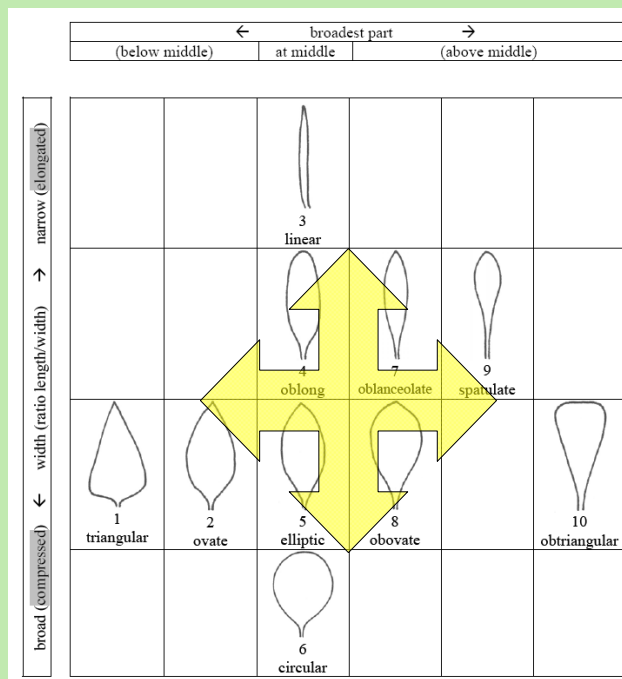 ← broadest part →
(below middle) at middle (above middle)
broad (compressed) ← width (ratio length/width) → narrow (elongated)
3
linear
4 7 9
oblong oblanceolate spatulate
1 2 5 8 10
triangular ovate elliptic obovate obtriangular
6
circular